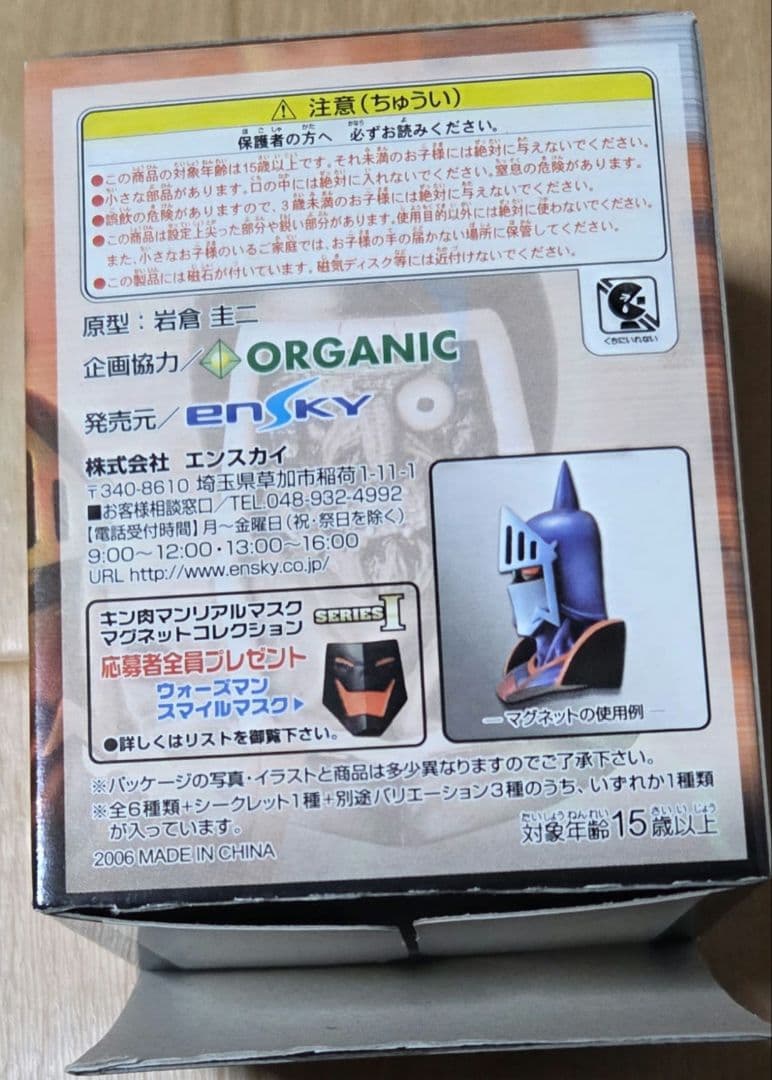 ⚠ 注意(ちゅうい)
保護者の方へ 必ずお読みください。
●この商品の対象年齢は15歳以上です。それ未満のお子様には絶対に与えないでください。
●小さな部品があります。口の中には絶対に入れないでください。窒息の危険があります。
●誤飲の危険がありますので、3歳未満のお子様には絶対に与えないでください。
●この商品は設定上尖った部分や鋭い部分があります。使用目的以外には絶対に使わないでください。
また、小さなお子様のいるご家庭では、お子様の手の届かない場所に保管してください。
●この製品には磁石が付いています。磁気ディスク等には近付けないでください。
くちにいれない
原型:岩倉 圭二
企画協力/ORGANIC
発売元/ensKY
株式会社 エンスカイ
〒340-8610 埼玉県草加市稲荷1-11-1
■お客様相談窓口/TEL.048-932-4992
【電話受付時間】月〜金曜日(祝・祭日を除く)
9:00〜12:00・13:00〜16:00
URL http://www.ensky.co.jp/
キン肉マンリアルマスク
マグネットコレクション
SERIES I
応募者全員プレゼント
ウォーズマン
スマイルマスク▶
●詳しくはリストを御覧下さい。
―マグネットの使用例―
※パッケージの写真・イラストと商品は多少異なりますのでご了承下さい。
※全6種類+シークレット1種+別途バリエーション3種のうち、いずれか1種類
が入っています。
対象年齢15歳以上
2006 MADE IN CHINA